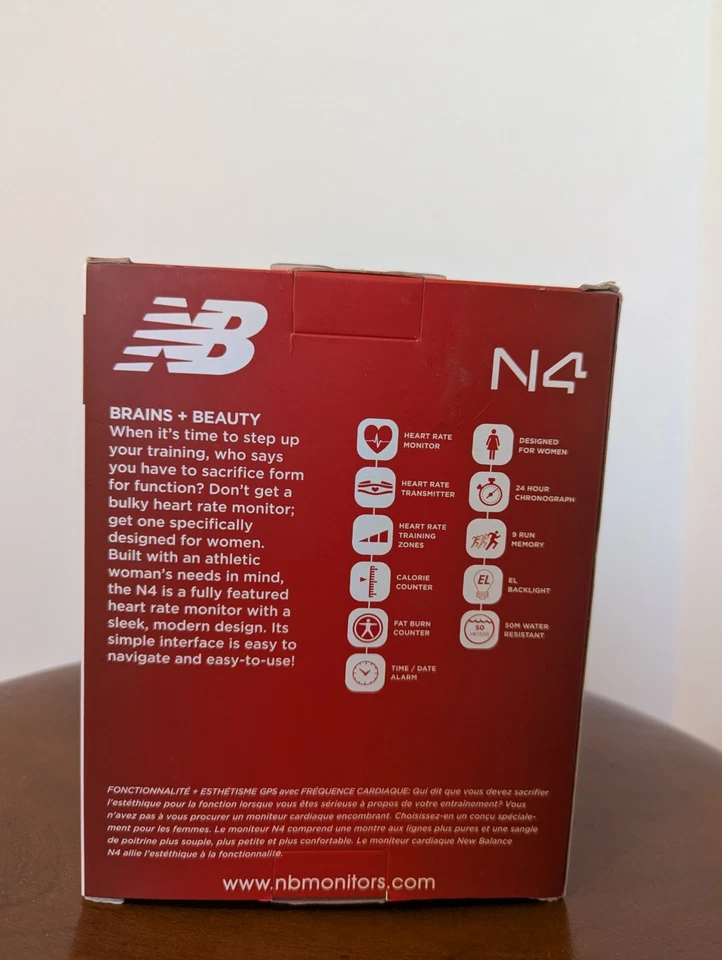 NB
N4
BRAINS + BEAUTY
When it's time to step up
your training, who says
you have to sacrifice form
for function? Don't get a
bulky heart rate monitor;
get one specifically
designed for women.
Built with an athletic
woman's needs in mind,
the N4 is a fully featured
heart rate monitor with a
sleek, modern design. Its
simple interface is easy to
navigate and easy-to-use!
HEART RATE
MONITOR
HEART RATE
TRANSMITTER
HEART RATE
TRAINING
ZONES
CALORIE
COUNTER
FAT BURN
COUNTER
TIME / DATE
ALARM
DESIGNED
FOR WOMEN
24 HOUR
CHRONOGRAPH
9 RUN
MEMORY
EL
EL
BACKLIGHT
50
METERS
50M WATER
RESISTANT
FONCTIONNALITÉ + ESTHÉTISME GPS avec FRÉQUENCE CARDIAQUE: Qui dit que vous devez sacrifier
l'estéthique pour la fonction lorsque vous êtes sérieuse à propos de votre entraînement? Vous
n'avez pas à vous procurer un moniteur cardiaque encombrant. Choisissez-en un conçu spéciale-
ment pour les femmes. Le moniteur N4 comprend une montre aux lignes plus pures et une sangle
de poitrine plus souple, plus petite et plus confortable. Le moniteur cardiaque New Balance
N4 allie l'estéthique à la fonctionnalité.
www.nbmonitors.com